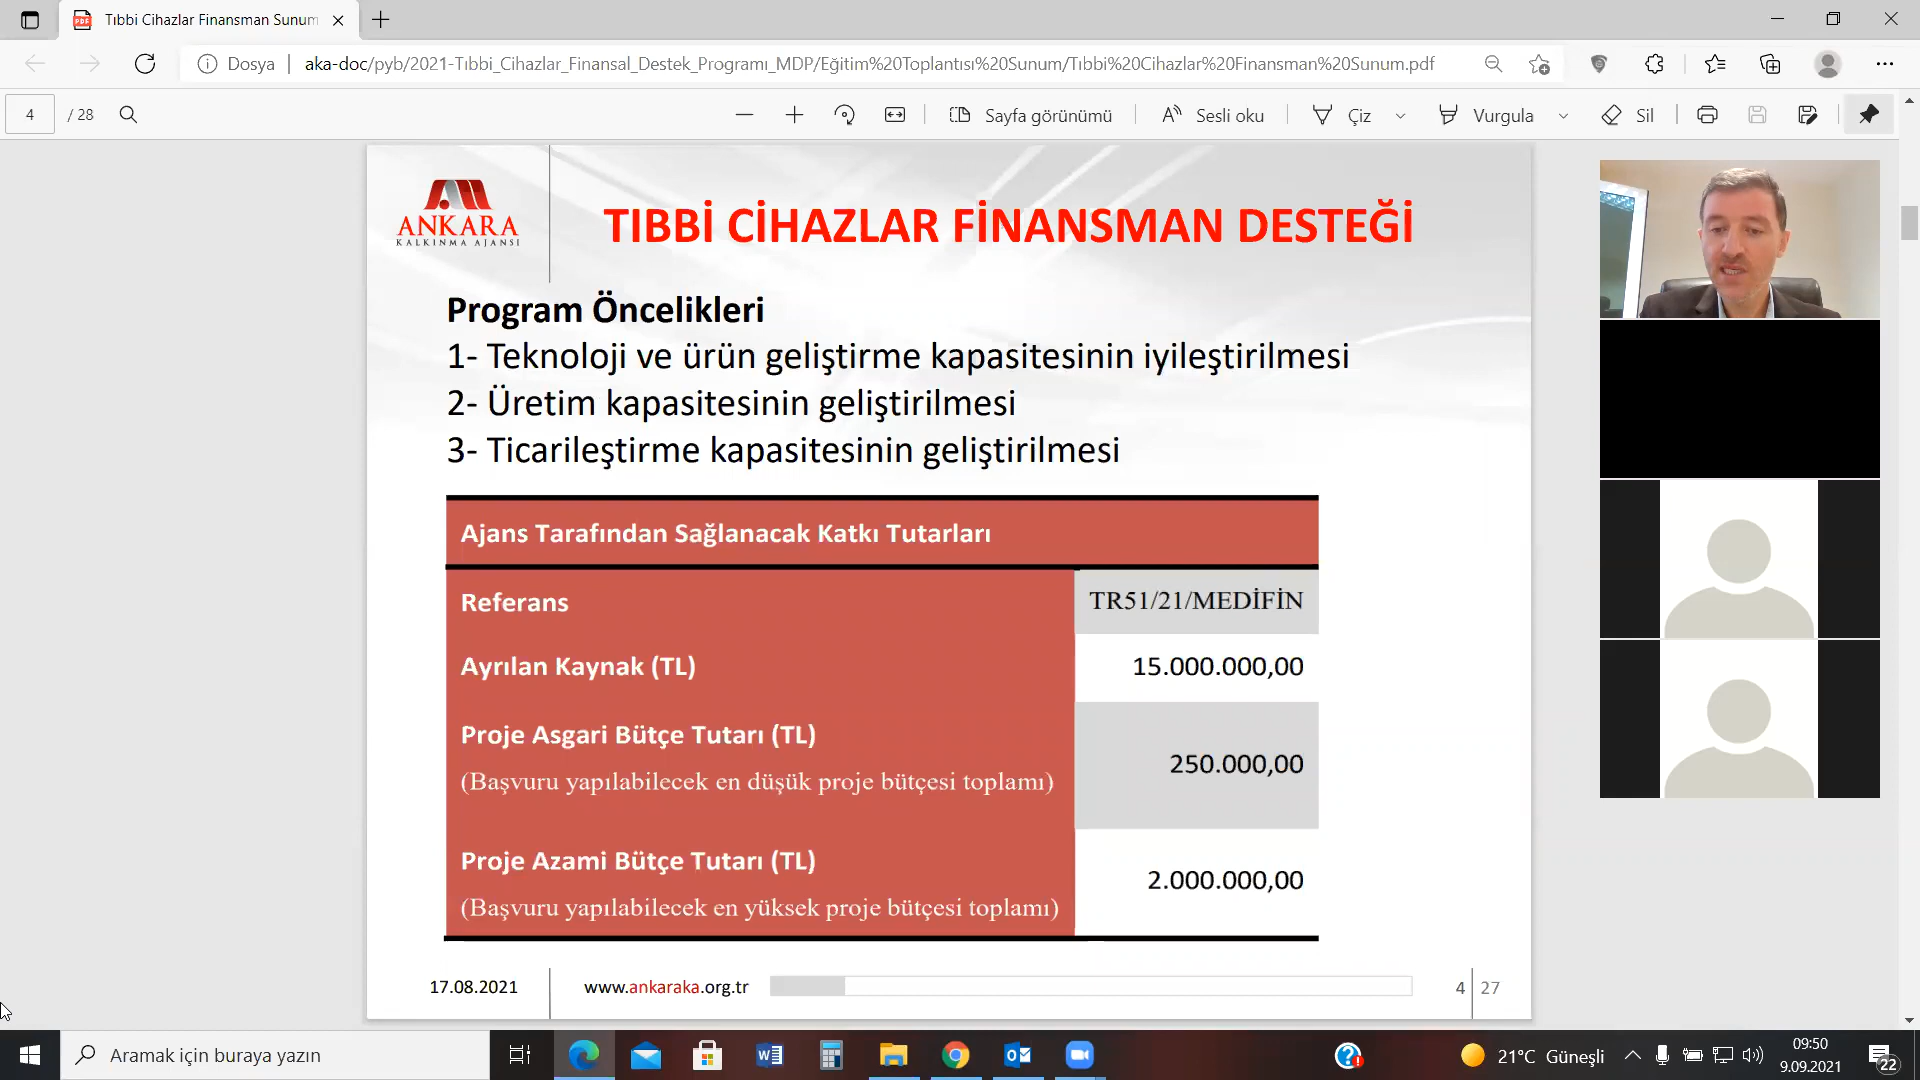 Tıbbi Cihazlar Finansman Sunum
Dosya
aka-doc/pyb/2021-Tıbbi_Cihazlar_Finansal_Destek_Programı_MDP/Eğitim%20Toplantısı%20Sunum/Tıbbi%20Cihazlar%20Finansman%20Sunum.pdf
4 / 28
Sayfa görünümü
Sesli oku
Çiz
Vurgula
Sil
ANKARA
KALKINMA AJANSI
TIBBİ CİHAZLAR FİNANSMAN DESTEĞİ
Program Öncelikleri
1- Teknoloji ve ürün geliştirme kapasitesinin iyileştirilmesi
2- Üretim kapasitesinin geliştirilmesi
3- Ticarileştirme kapasitesinin geliştirilmesi
Ajans Tarafından Sağlanacak Katkı Tutarları
Referans TR51/21/MEDİFİN
Ayrılan Kaynak (TL) 15.000.000,00
Proje Asgari Bütçe Tutarı (TL)
(Başvuru yapılabilecek en düşük proje bütçesi toplamı)
250.000,00
Proje Azami Bütçe Tutarı (TL)
(Başvuru yapılabilecek en yüksek proje bütçesi toplamı)
2.000.000,00
17.08.2021
www.ankaraka.org.tr
4 27
Aramak için buraya yazın
21°C Güneşli
09:50
9.09.2021
22